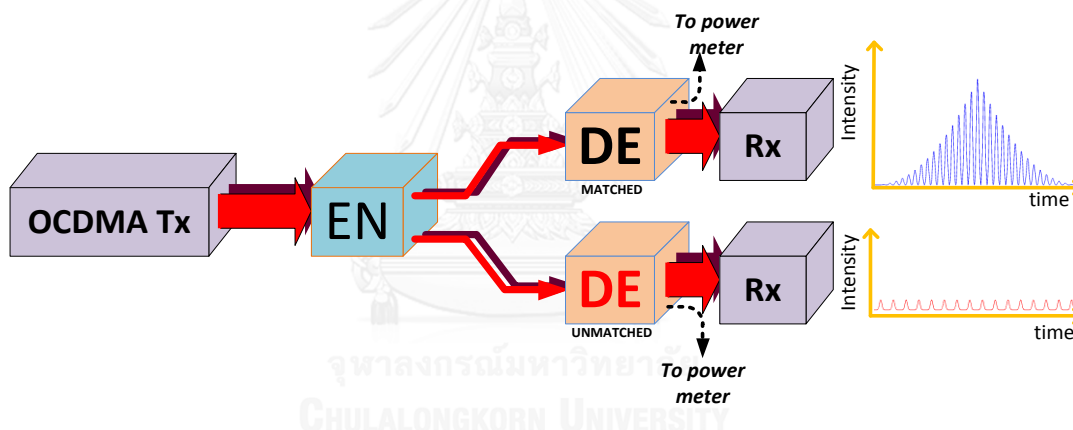 To power
meter
OCDMA Tx
EN
DE
MATCHED
Rx
Intensity
time
DE
UNMATCHED
Rx
Intensity
time
To power
meter
จุฬาลงกรณ์มหาวิทยาลัย
CHULALONGKORN UNIVERSITY